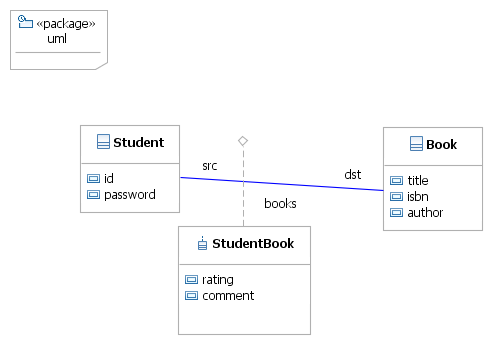 «package»
uml
Student
id
password
src
dst
books
Book
title
isbn
author
StudentBook
rating
comment